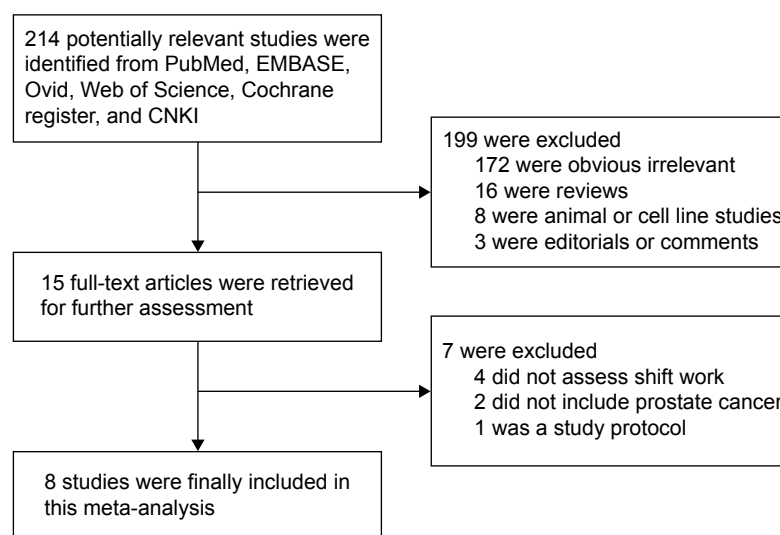 214 potentially relevant studies were
identified from PubMed, EMBASE,
Ovid, Web of Science, Cochrane
register, and CNKI
199 were excluded
172 were obvious irrelevant
16 were reviews
8 were animal or cell line studies
3 were editorials or comments
15 full-text articles were retrieved
for further assessment
7 were excluded
4 did not assess shift work
2 did not include prostate cancer
1 was a study protocol
8 studies were finally included in
this meta-analysis